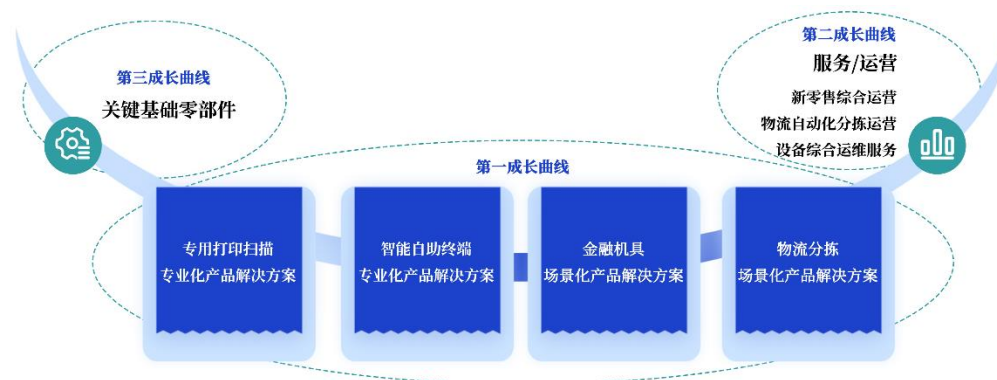 第三成长曲线
关键基础零部件
第二成长曲线
服务/运营
新零售综合运营
物流自动化分拣运营
设备综合运维服务
第一成长曲线
专用打印扫描
专业化产品解决方案
智能自助终端
专业化产品解决方案
金融机具
场景化产品解决方案
物流分拣
场景化产品解决方案